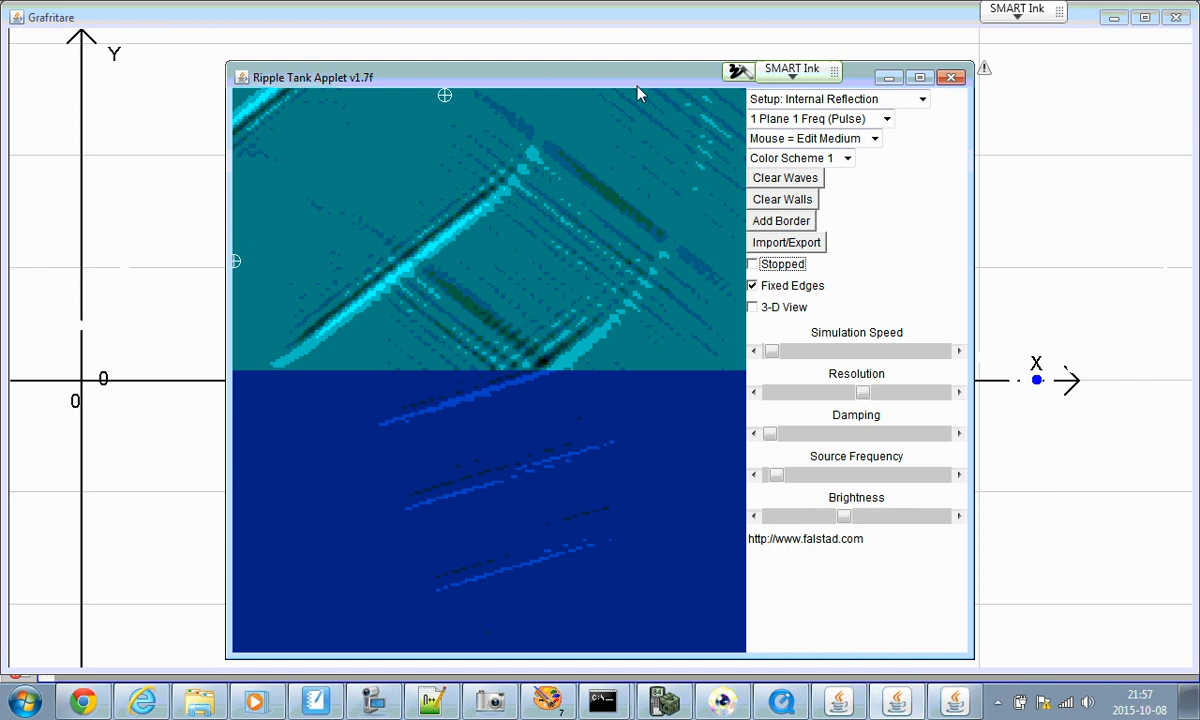 Grafritare
SMART Ink
Y
Ripple Tank Applet v1.7f
SMART Ink
Setup: Internal Reflection
1 Plane 1 Freq (Pulse)
Mouse = Edit Medium
Color Scheme 1
Clear Waves
Clear Walls
Add Border
Import/Export
Stopped
Fixed Edges
3-D View
Simulation Speed
Resolution
Damping
Source Frequency
Brightness
http://www.falstad.com
0
0
X
21:57
2015-10-08